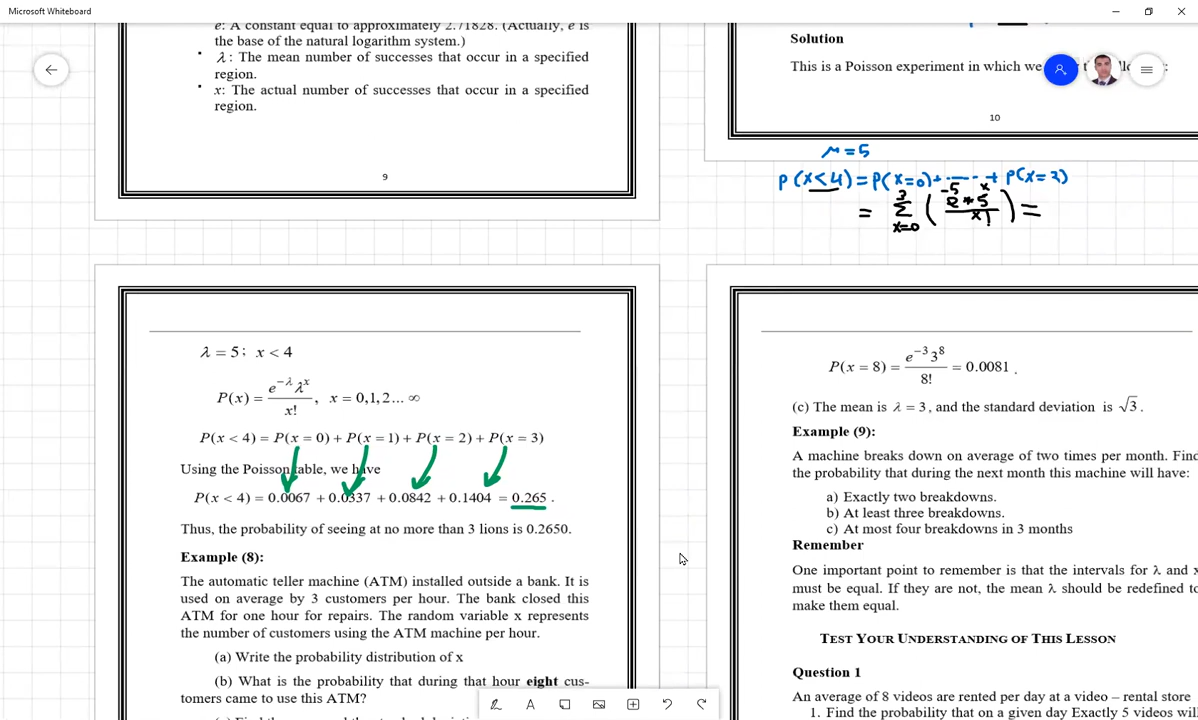 Microsoft Whiteboard
e: A constant equal to approximately 2.71828. (Actually, e is
the base of the natural logarithm system.)
• λ: The mean number of successes that occur in a specified
region.
• x: The actual number of successes that occur in a specified
region.
9
Solution
This is a Poisson experiment in which we
10
μ = 5
P(x<4) = P(x=0)+ ----- + P(x=3)
= 3 Σ x=0 ( e^-5 * 5^x / x! ) =
λ = 5; x < 4
P(x) = e^−λ λ^x / x!, x = 0,1,2... ∞
P(x < 4) = P(x = 0) + P(x = 1) + P(x = 2) + P(x = 3)
Using the Poisson table, we have
P(x < 4) = 0.0067 + 0.0337 + 0.0842 + 0.1404 = 0.265 .
Thus, the probability of seeing at no more than 3 lions is 0.2650.
Example (8):
The automatic teller machine (ATM) installed outside a bank. It is
used on average by 3 customers per hour. The bank closed this
ATM for one hour for repairs. The random variable x represents
the number of customers using the ATM machine per hour.
(a) Write the probability distribution of x
(b) What is the probability that during that hour eight cus-
tomers came to use this ATM?
P(x = 8) = e^−3 3^8 / 8! = 0.0081 .
(c) The mean is λ = 3, and the standard deviation is √3.
Example (9):
A machine breaks down on average of two times per month. Find
the probability that during the next month this machine will have:
a) Exactly two breakdowns.
b) At least three breakdowns.
c) At most four breakdowns in 3 months
Remember
One important point to remember is that the intervals for λ and x
must be equal. If they are not, the mean λ should be redefined to
make them equal.
TEST YOUR UNDERSTANDING OF THIS LESSON
Question 1
An average of 8 videos are rented per day at a video – rental store
1. Find the probability that on a given day Exactly 5 videos will